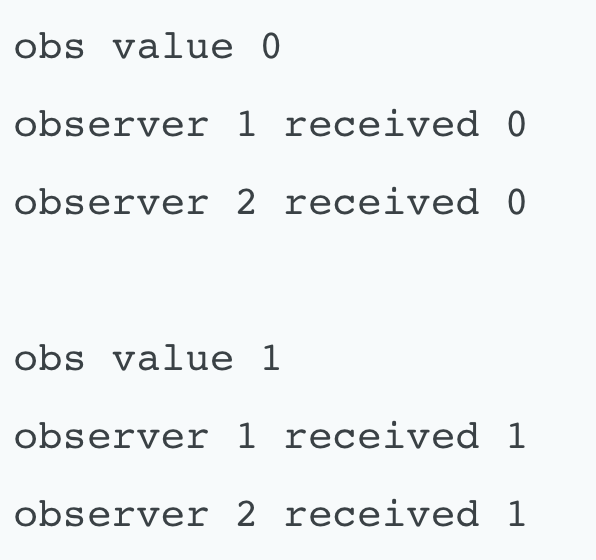 obs value 0
observer 1 received 0
observer 2 received 0

obs value 1
observer 1 received 1
observer 2 received 1